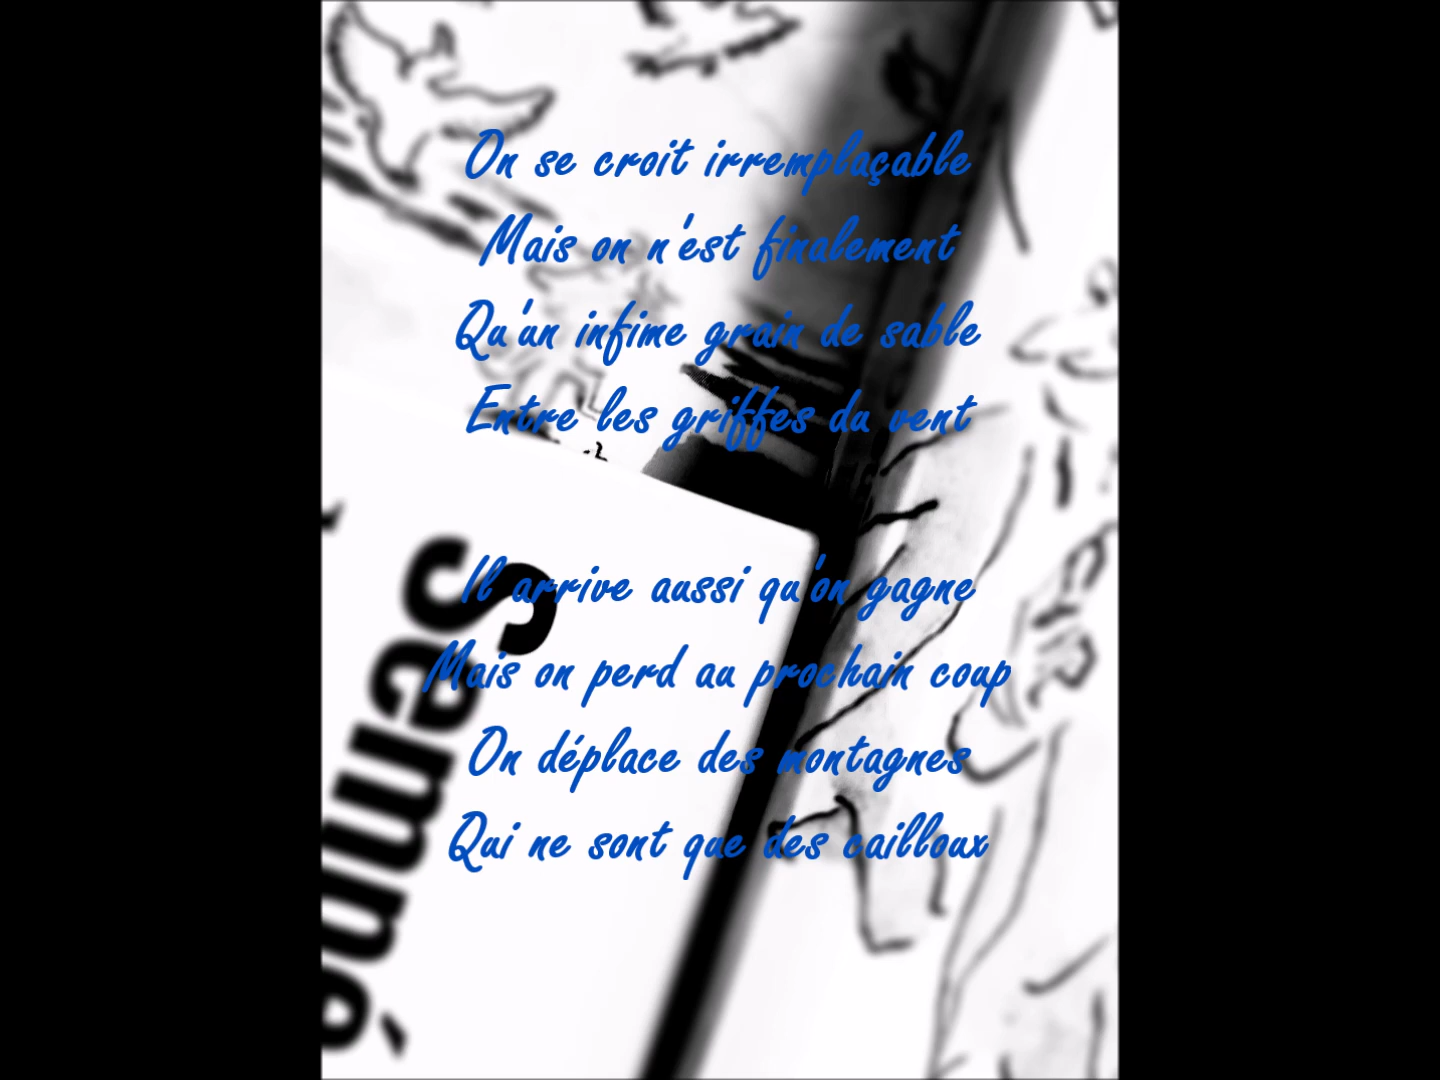 On se croit irremplaçable
Mais on n'est finalement
Qu'un infime grain de sable
Entre les griffes du vent
Il arrive aussi qu'on gagne
Mais on perd au prochain coup
On déplace des montagnes
Qui ne sont que des cailloux
Semmé